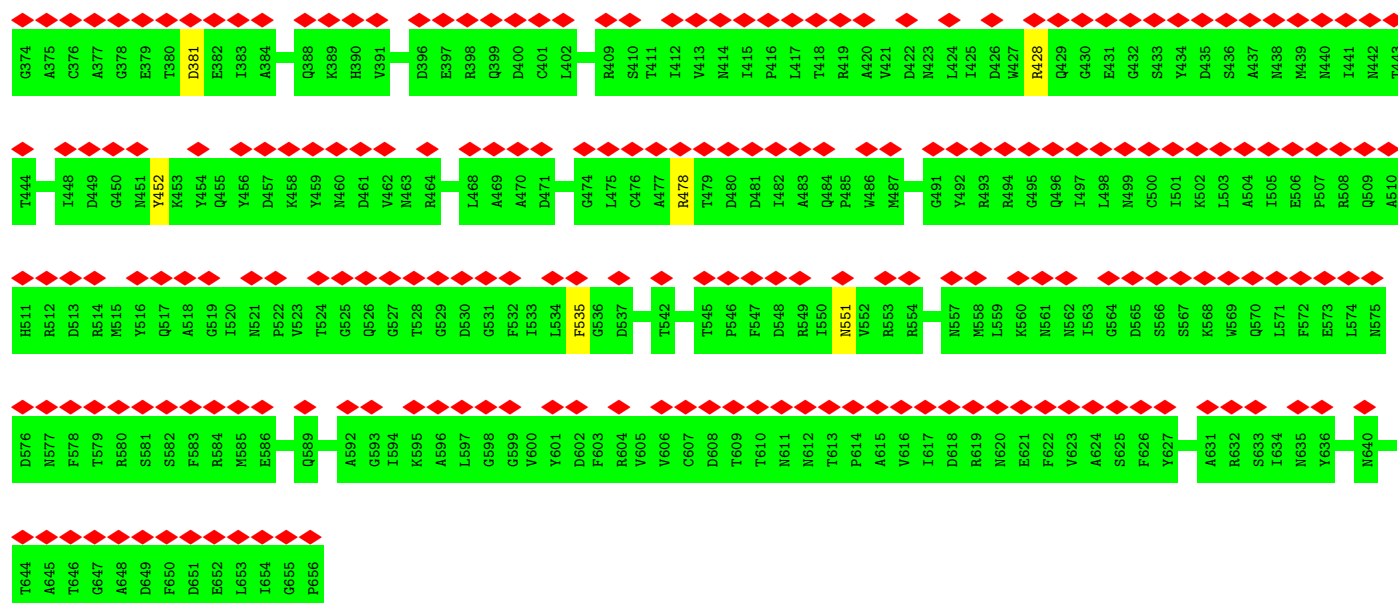 G374 A375 C376 A377 G378 E379 T380 D381 E382 I383 A384 Q388 K389 H390 V391 D396 E397 R398 Q399 D400 C401 L402 R409 S410 T411 I412 V413 N414 I415 P416 L417 T418 R419 A420 V421 D422 N423 L424 I425 D426 W427 R428 Q429 G430 E431 G432 S433 Y434 D435 S436 A437 N438 M439 N440 I441 N442 T443
T444 I448 D449 G450 N451 Y452 K453 Y454 Q455 Y456 D457 K458 Y459 N460 D461 V462 N463 R464 L468 A469 A470 D471 G474 L475 C476 A477 R478 T479 D480 D481 I482 A483 Q484 P485 W486 M487 G491 Y492 R493 R494 G495 Q496 I497 L498 N499 C500 I501 K502 L503 A504 I505 E506 P507 R508 Q509 A510
H511 R512 D513 R514 M515 Y516 Q517 A518 G519 I520 N521 P522 V523 T524 G525 Q526 G527 T528 G529 D530 G531 F532 I533 L534 F535 G536 D537 T542 T545 P546 F547 D548 R549 I550 N551 V552 R553 R554 N557 M558 L559 K560 N561 N562 I563 G564 D565 S566 S567 K568 W569 Q570 L571 F572 E573 L574 N575
D576 N577 F578 T579 R580 S581 S582 F583 R584 M585 E586 Q589 A592 G593 I594 K595 A596 L597 G598 G599 V600 Y601 D602 F603 R604 V605 V606 C607 D608 T609 T610 N611 N612 T613 P614 A615 V616 I617 D618 R619 N620 E621 F622 V623 A624 S625 F626 Y627 A631 R632 S633 I634 N635 Y636 N640
T644 A645 T646 G647 A648 D649 F650 D651 E652 L653 I654 G655 P656